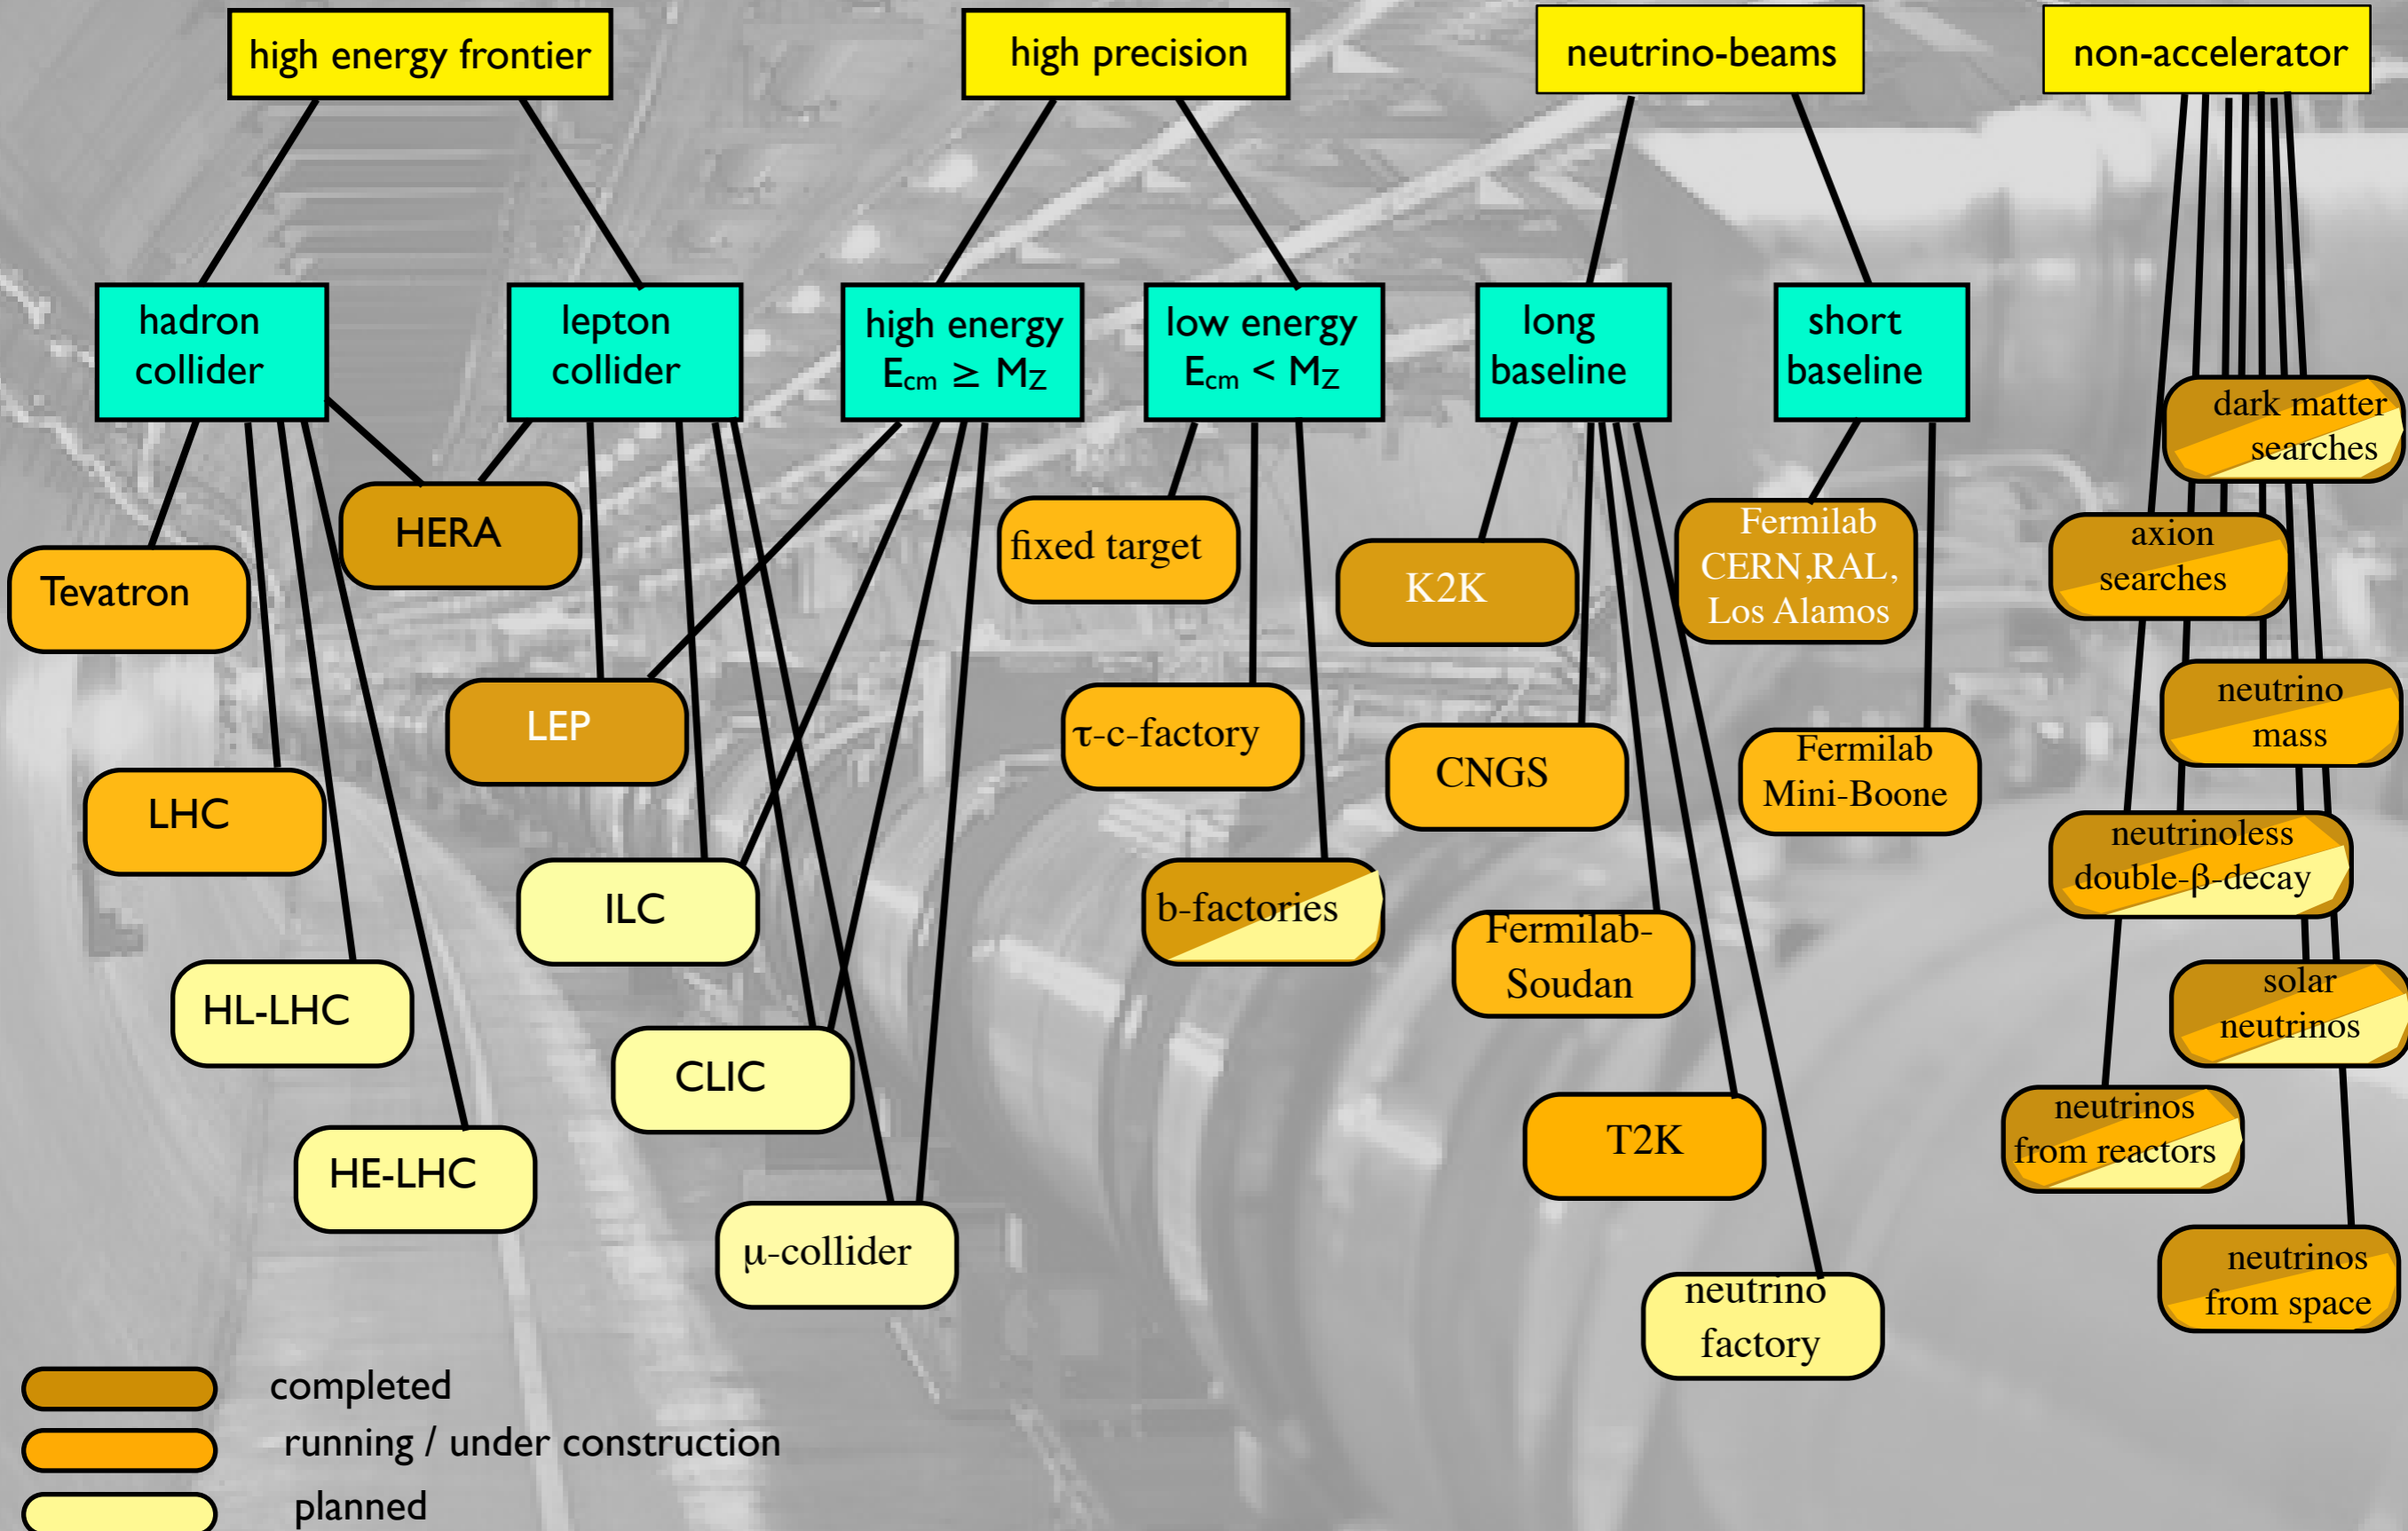 high energy frontier
high precision
neutrino-beams
non-accelerator
hadron
collider
lepton
collider
high energy
Ecm ≥ MZ
low energy
Ecm < MZ
long
baseline
short
baseline
dark matter
searches
HERA
fixed target
K2K
Fermilab
CERN,RAL,
Los Alamos
axion
searches
Tevatron
LEP
τ-c-factory
CNGS
Fermilab
Mini-Boone
neutrino
mass
LHC
ILC
b-factories
Fermilab-
Soudan
neutrinoless
double-β-decay
HL-LHC
CLIC
solar
neutrinos
HE-LHC
T2K
neutrinos
from reactors
μ-collider
neutrino
factory
neutrinos
from space
completed
running / under construction
planned